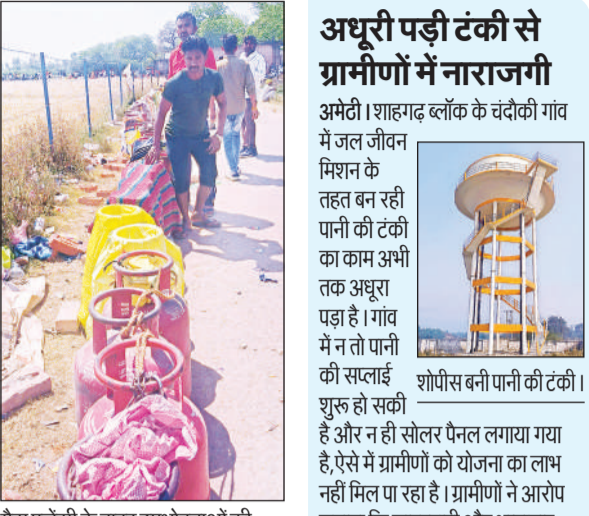 अधूरी पड़ी टंकी से
ग्रामीणों में नाराजगी
अमेठी। शाहगढ़ ब्लॉक के चंदौकी गांव
में जल जीवन
मिशन के
तहत बन रही
पानी की टंकी
का काम अभी
तक अधूरा
पड़ा है। गांव
में न तो पानी
की सप्लाई
शुरू हो सकी
है और न ही सोलर पैनल लगाया गया
है,ऐसे में ग्रामीणों को योजना का लाभ
नहीं मिल पा रहा है। ग्रामीणों ने आरोप
शोपीस बनी पानी की टंकी।